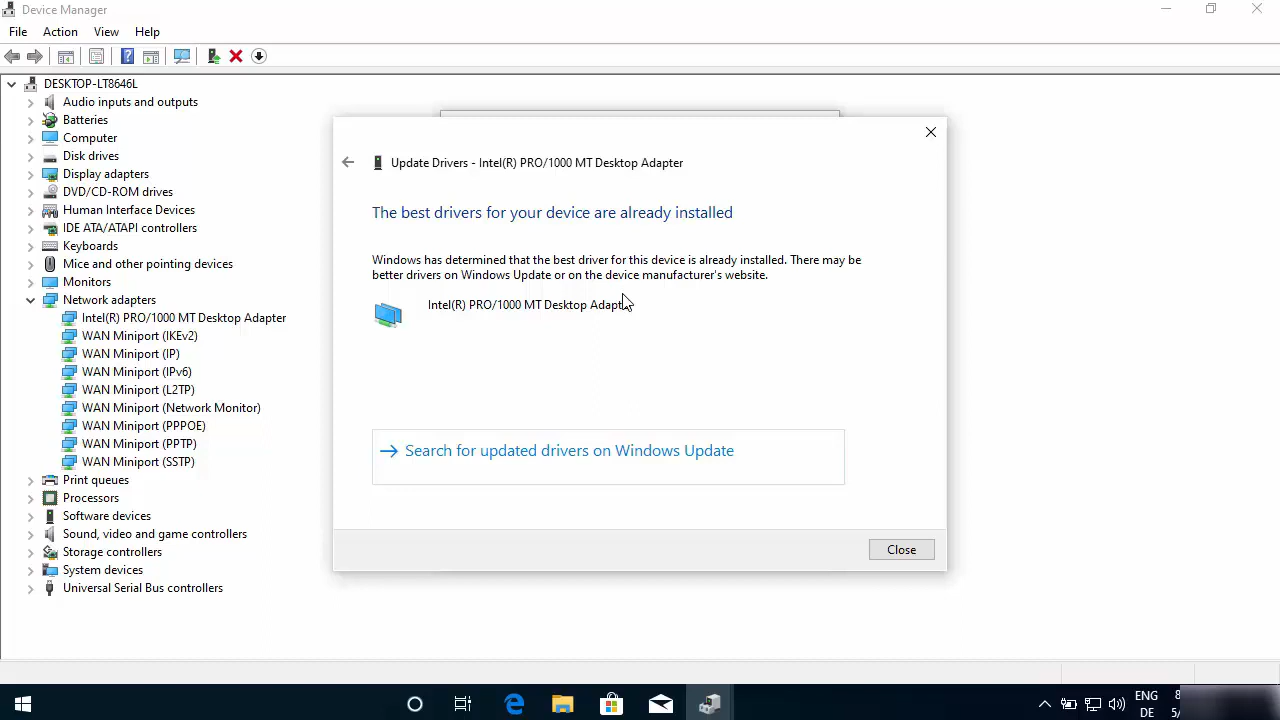 Device Manager
File Action View Help
DESKTOP-LT8646L
Audio inputs and outputs
Batteries
Computer
Disk drives
Display adapters
DVD/CD-ROM drives
Human Interface Devices
IDE ATA/ATAPI controllers
Keyboards
Mice and other pointing devices
Monitors
Network adapters
Intel(R) PRO/1000 MT Desktop Adapter
WAN Miniport (IKEv2)
WAN Miniport (IP)
WAN Miniport (IPv6)
WAN Miniport (L2TP)
WAN Miniport (Network Monitor)
WAN Miniport (PPPOE)
WAN Miniport (PPTP)
WAN Miniport (SSTP)
Print queues
Processors
Software devices
Sound, video and game controllers
Storage controllers
System devices
Universal Serial Bus controllers
Update Drivers - Intel(R) PRO/1000 MT Desktop Adapter
The best drivers for your device are already installed
Windows has determined that the best driver for this device is already installed. There may be
better drivers on Windows Update or on the device manufacturer's website.
Intel(R) PRO/1000 MT Desktop Adapter
Search for updated drivers on Windows Update
Close
ENG
DE